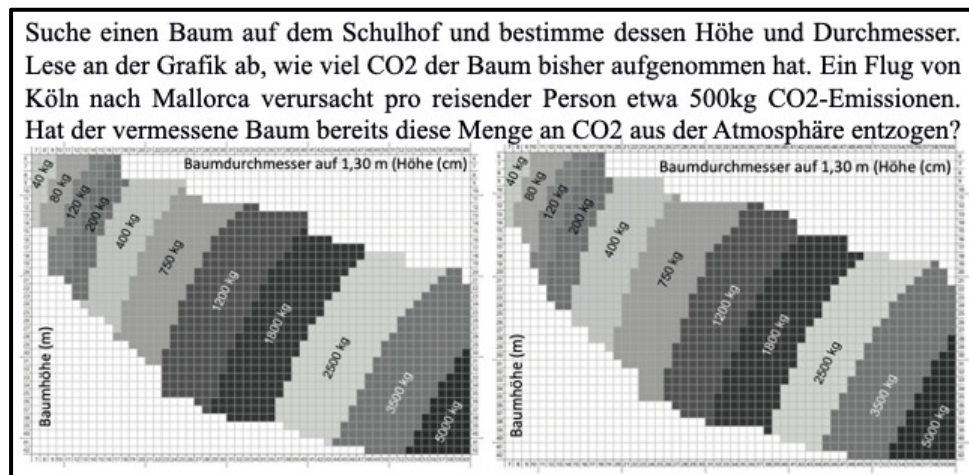 Suche einen Baum auf dem Schulhof und bestimme dessen Höhe und Durchmesser.
Lese an der Grafik ab, wie viel CO2 der Baum bisher aufgenommen hat. Ein Flug von
Köln nach Mallorca verursacht pro reisender Person etwa 500kg CO2-Emissionen.
Hat der vermessene Baum bereits diese Menge an CO2 aus der Atmosphäre entzogen?
Baumdurchmesser auf 1,30 m (Höhe (cm)
40 kg
80 kg
120 kg
200 kg
400 kg
750 kg
1200 kg
1800 kg
2500 kg
3500 kg
5000 kg
Baumhöhe (m)
Baumdurchmesser auf 1,30 m (Höhe (cm)
40 kg
80 kg
120 kg
200 kg
400 kg
750 kg
1200 kg
1800 kg
2500 kg
3500 kg
5000 kg
Baumhöhe (m)